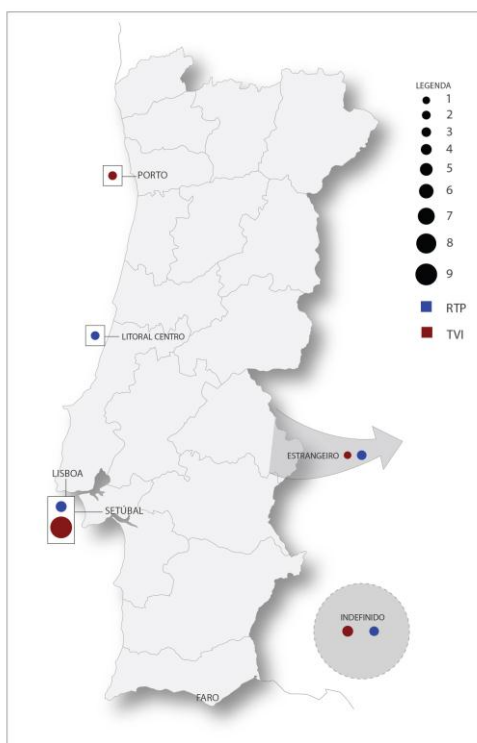 LEGENDA
1
2
3
4
5
6
7
8
9
RTP
TVI
PORTO
LITORAL CENTRO
ESTRANGEIRO
LISBOA
SETÚBAL
INDEFINIDO
FARO